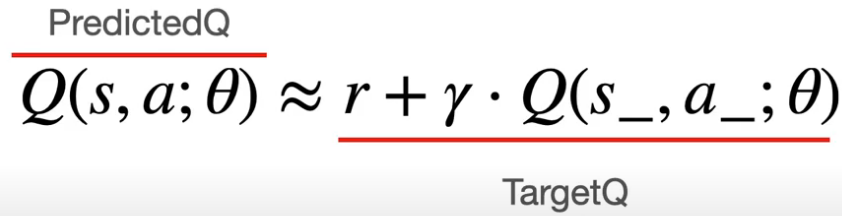 PredictedQ
Q(s, a; θ) ≈ r + γ · Q(s_, a_; θ)
TargetQ